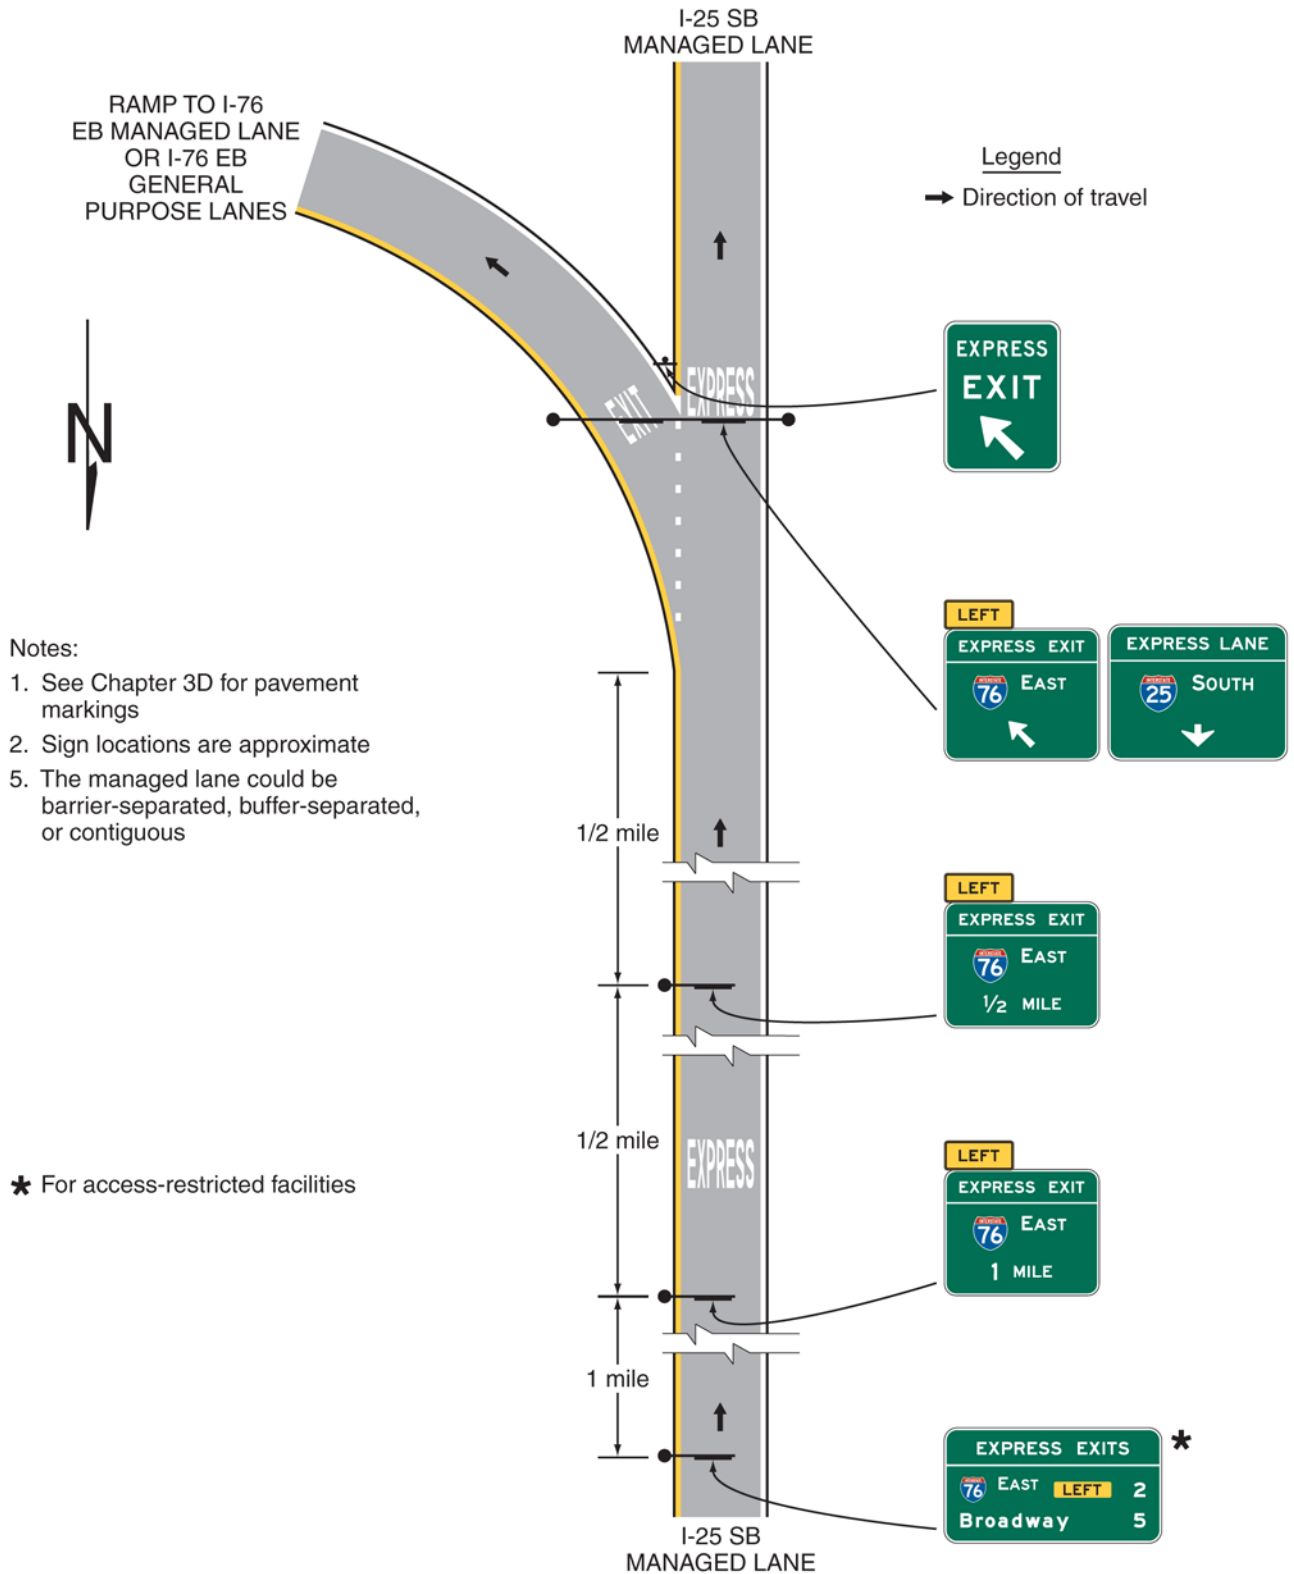 I-25 SB
MANAGED LANE
RAMP TO I-76
EB MANAGED LANE
OR I-76 EB
GENERAL
PURPOSE LANES
Legend
Direction of travel
N
EXPRESS
EXIT
EXIT
EXPRESS
LEFT
EXPRESS EXIT
INTERSTATE
76 EAST
EXPRESS LANE
INTERSTATE
25 SOUTH
Notes:
1. See Chapter 3D for pavement
markings
2. Sign locations are approximate
5. The managed lane could be
barrier-separated, buffer-separated,
or contiguous
1/2 mile
LEFT
EXPRESS EXIT
INTERSTATE
76 EAST
1/2 MILE
1/2 mile
EXPRESS
* For access-restricted facilities
LEFT
EXPRESS EXIT
INTERSTATE
76 EAST
1 MILE
1 mile
EXPRESS EXITS *
INTERSTATE
76 EAST LEFT 2
Broadway 5
I-25 SB
MANAGED LANE